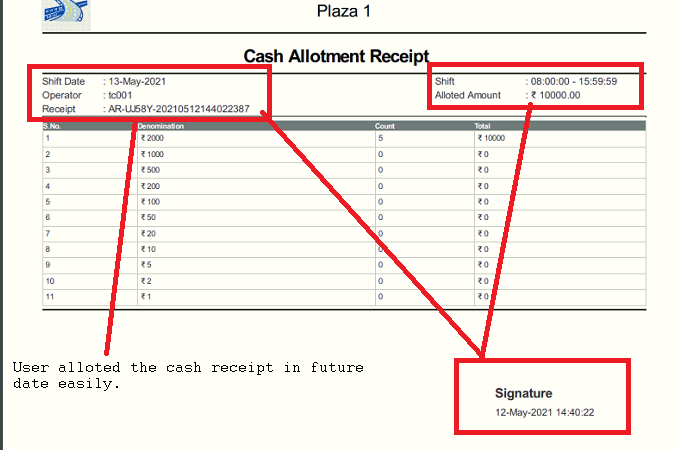 Plaza 1
Cash Allotment Receipt
Shift Date : 13-May-2021 Shift : 08:00:00 - 15:59:59
Operator : tc001 Alloted Amount : ₹ 10000.00
Receipt : AR-UJ58Y-20210512144022387
S.No. Denomination Count Total
1 ₹ 2000 5 ₹ 10000
2 ₹ 1000 0 ₹ 0
3 ₹ 500 0 ₹ 0
4 ₹ 200 0 ₹ 0
5 ₹ 100 0 ₹ 0
6 ₹ 50 0 ₹ 0
7 ₹ 20 0 ₹ 0
8 ₹ 10 0 ₹ 0
9 ₹ 5 0 ₹ 0
10 ₹ 2 0 ₹ 0
11 ₹ 1 0 ₹ 0
User alloted the cash receipt in future
date easily.
Signature
12-May-2021 14:40:22